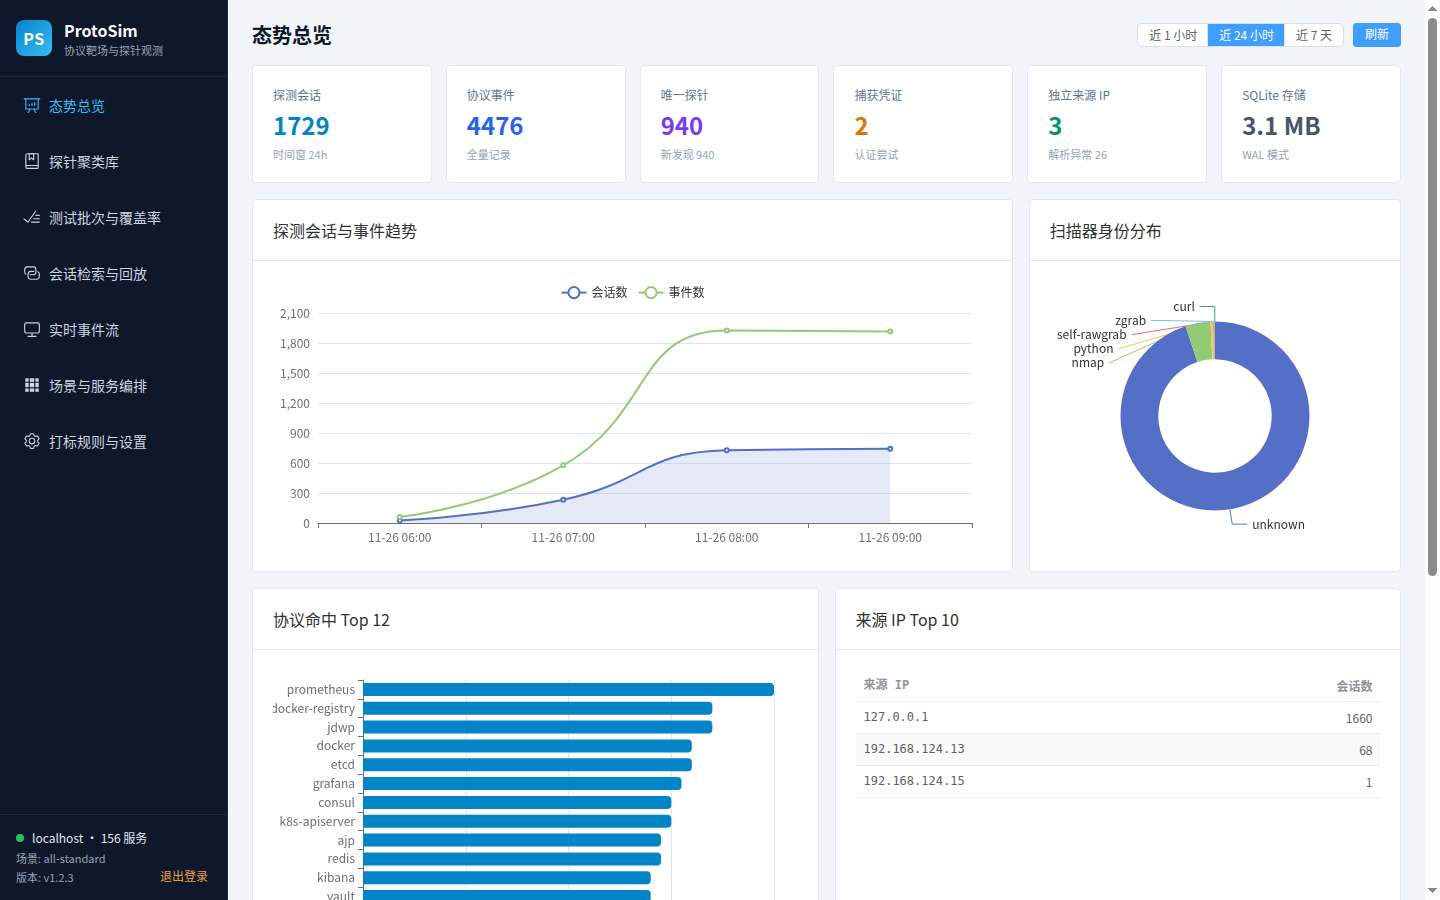 PS
ProtoSim
协议靶场与探针观测
态势总览
探针聚类库
测试批次与覆盖率
会话检索与回放
实时事件流
场景与服务编排
打标规则与设置
localhost · 156 服务
场景: all-standard
版本: v1.2.3
退出登录
态势总览
近 1 小时 近 24 小时 近 7 天 刷新
探测会话
1729
时间窗 24h
协议事件
4476
全量记录
唯一探针
940
新发现 940
捕获凭证
2
认证尝试
独立来源 IP
3
解析异常 26
SQLite 存储
3.1 MB
WAL 模式
探测会话与事件趋势
会话数 事件数
2,100
1,800
1,500
1,200
900
600
300
0
11-26 06:00 11-26 07:00 11-26 08:00 11-26 09:00
扫描器身份分布
curl
zgrab
self-rawgrab
python
nmap
unknown
协议命中 Top 12
prometheus
docker-registry
jdwp
docker
etcd
grafana
consul
k8s-apiserver
ajp
redis
kibana
vault
来源 IP Top 10
来源 IP 会话数
127.0.0.1 1660
192.168.124.13 68
192.168.124.15 1